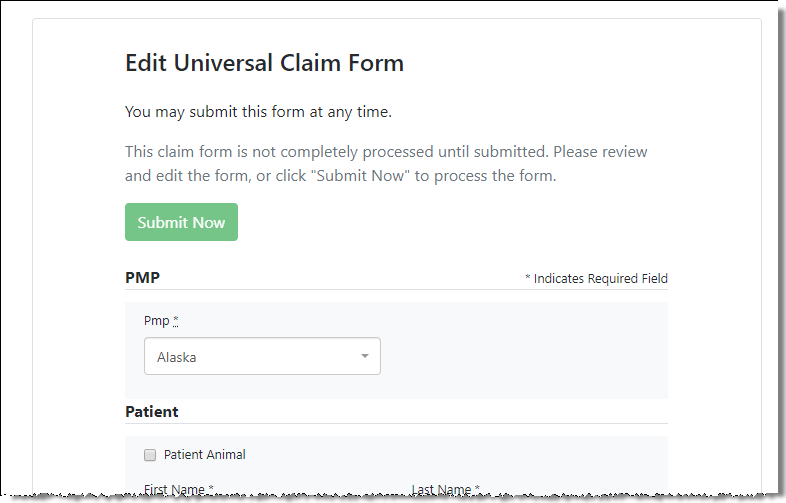 Edit Universal Claim Form
You may submit this form at any time.
This claim form is not completely processed until submitted. Please review
and edit the form, or click "Submit Now" to process the form.
Submit Now
PMP
* Indicates Required Field
Pmp *
Alaska
Patient
Patient Animal
First Name * Last Name *